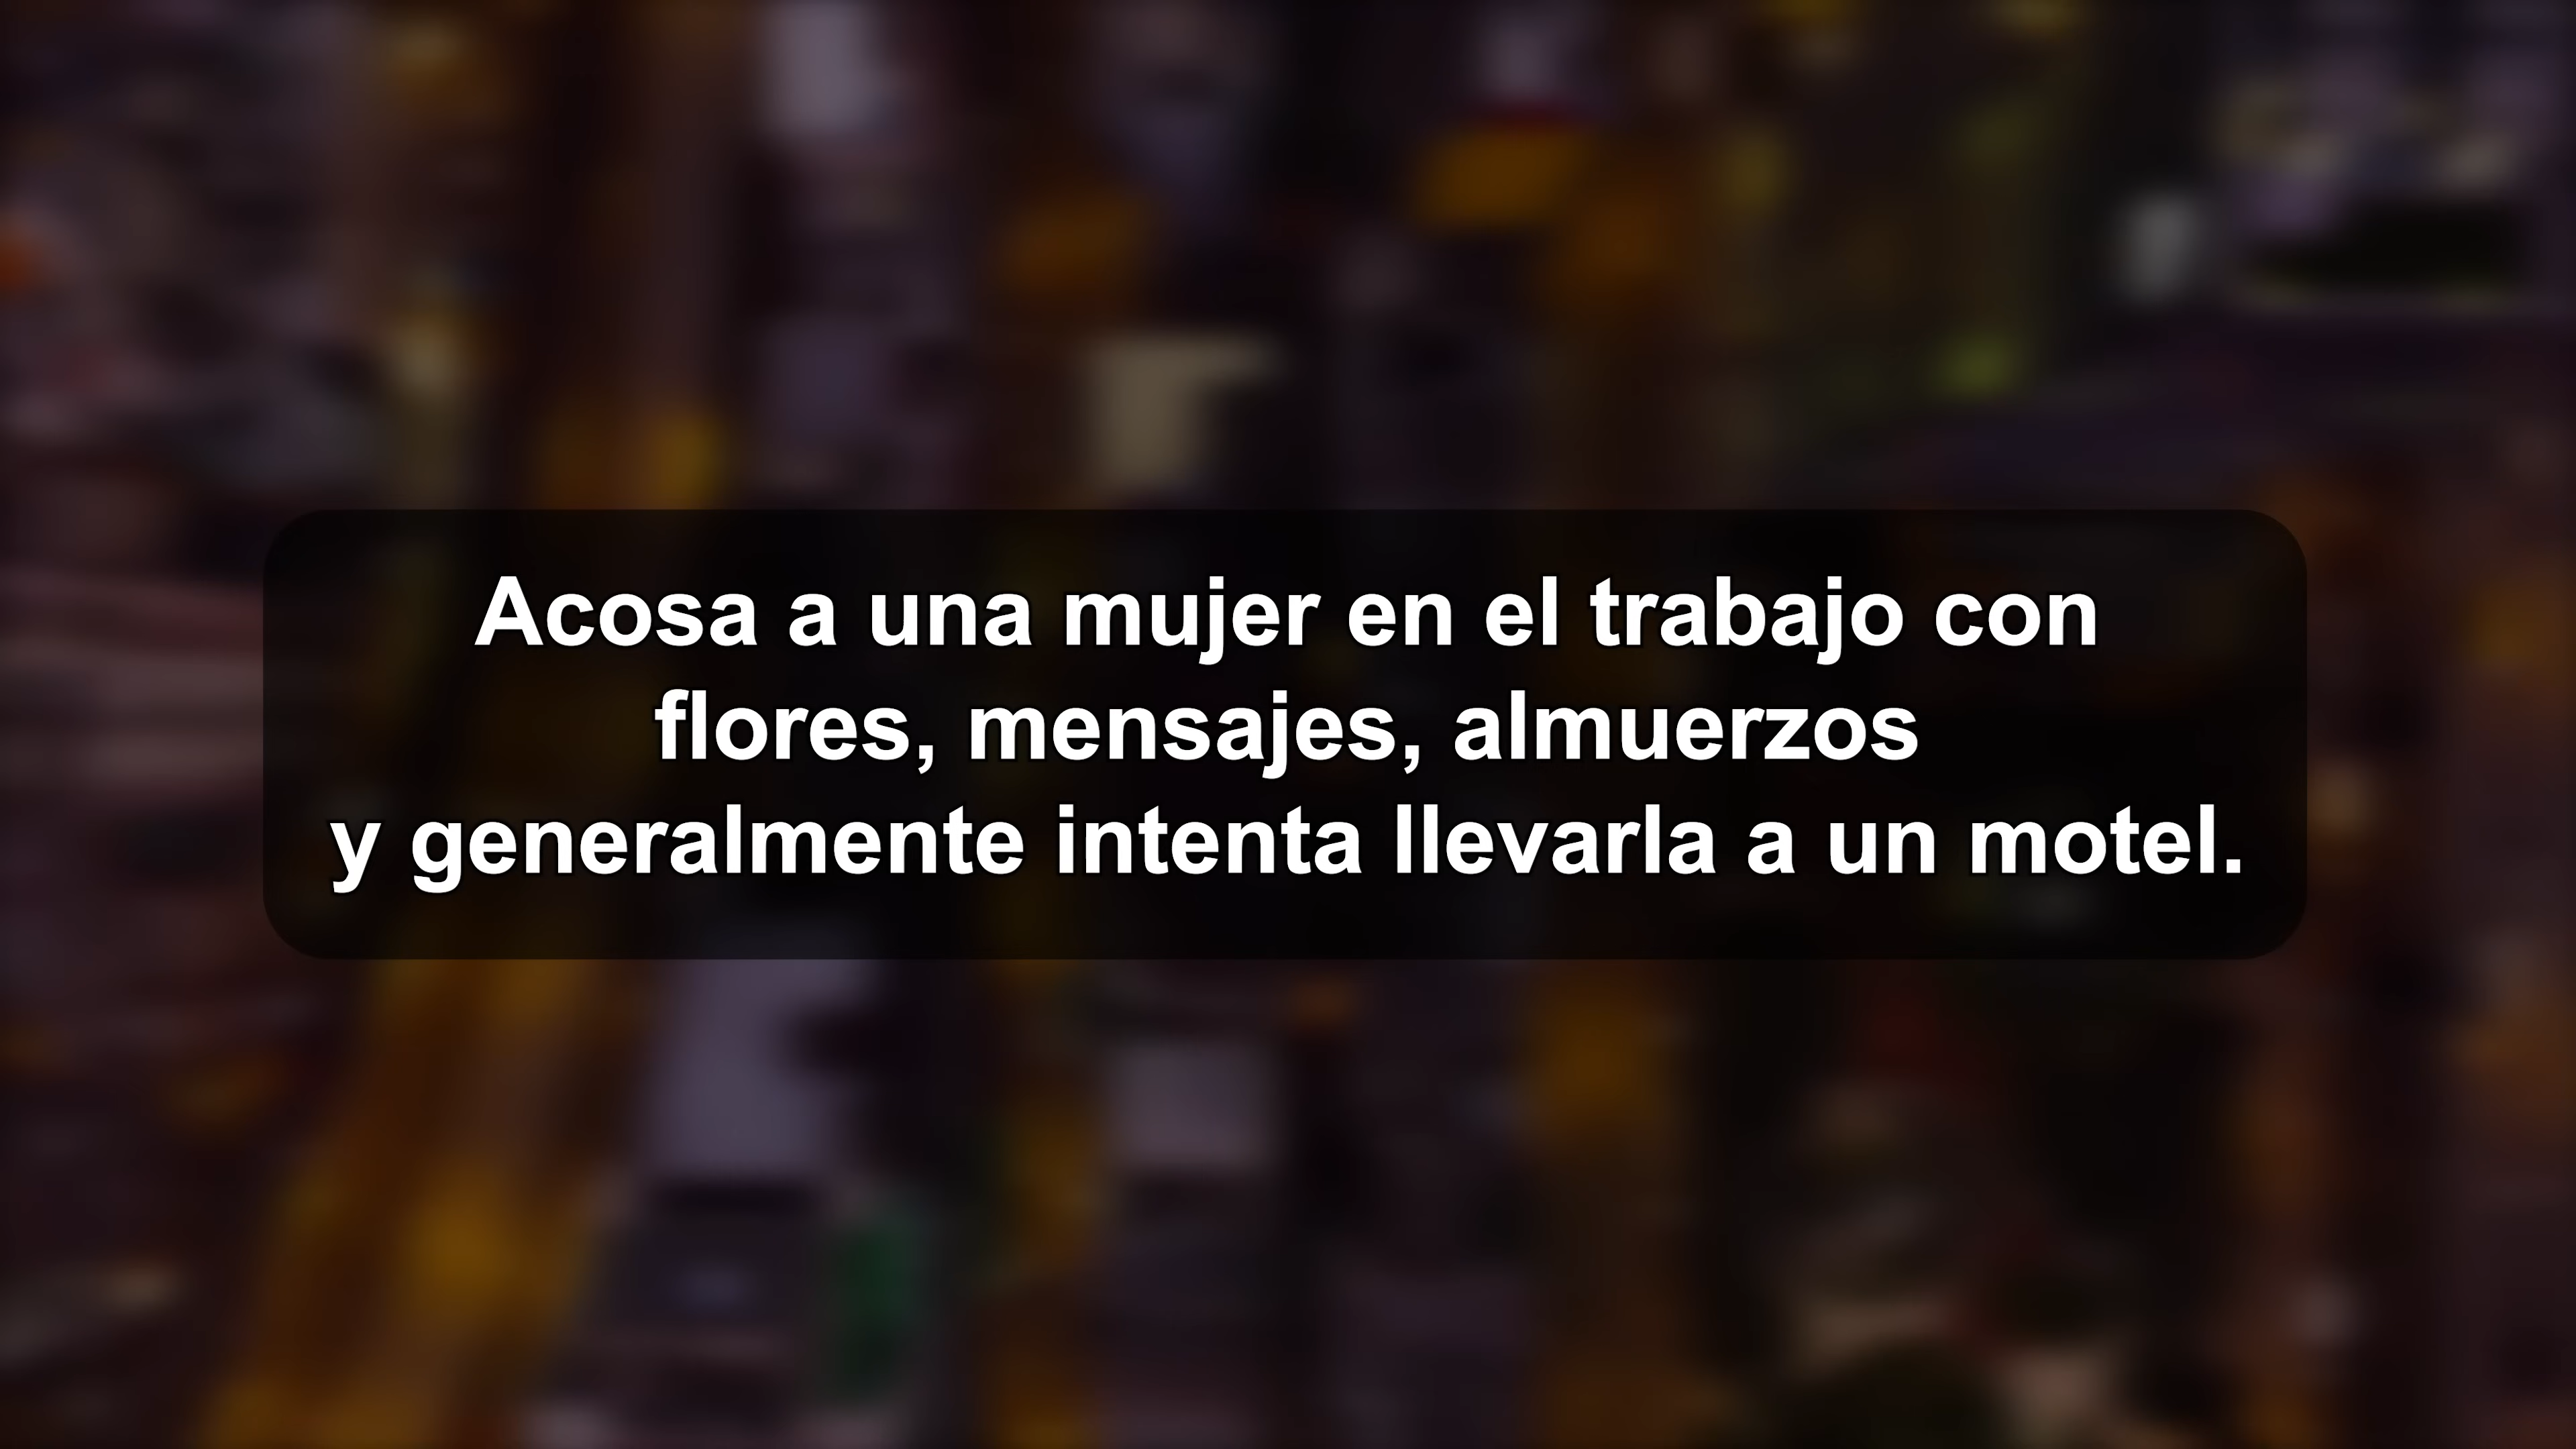 Acosa a una mujer en el trabajo con
flores, mensajes, almuerzos
y generalmente intenta llevarla a un motel.